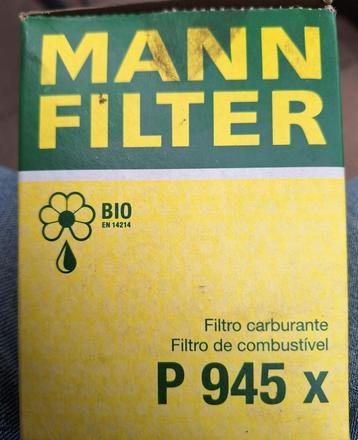 MANN
FILTER
BIO
EN 14214
Filtro carburante
Filtro de combustível
P 945 x